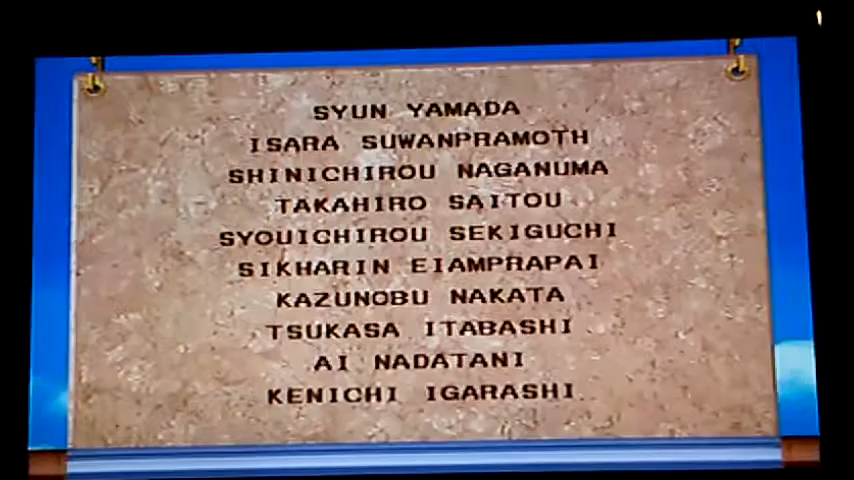 SYUN YAMADA
ISARA SUWANPRAMOTH
SHINICHIROU NAGANUMA
TAKAHIRO SAITOU
SYOUICHIROU SEKIGUCHI
SIKHARIN EIAMPRAPAI
KAZUNOBU NAKATA
TSUKASA ITABASHI
AI NADATANI
KENICHI IGARASHI